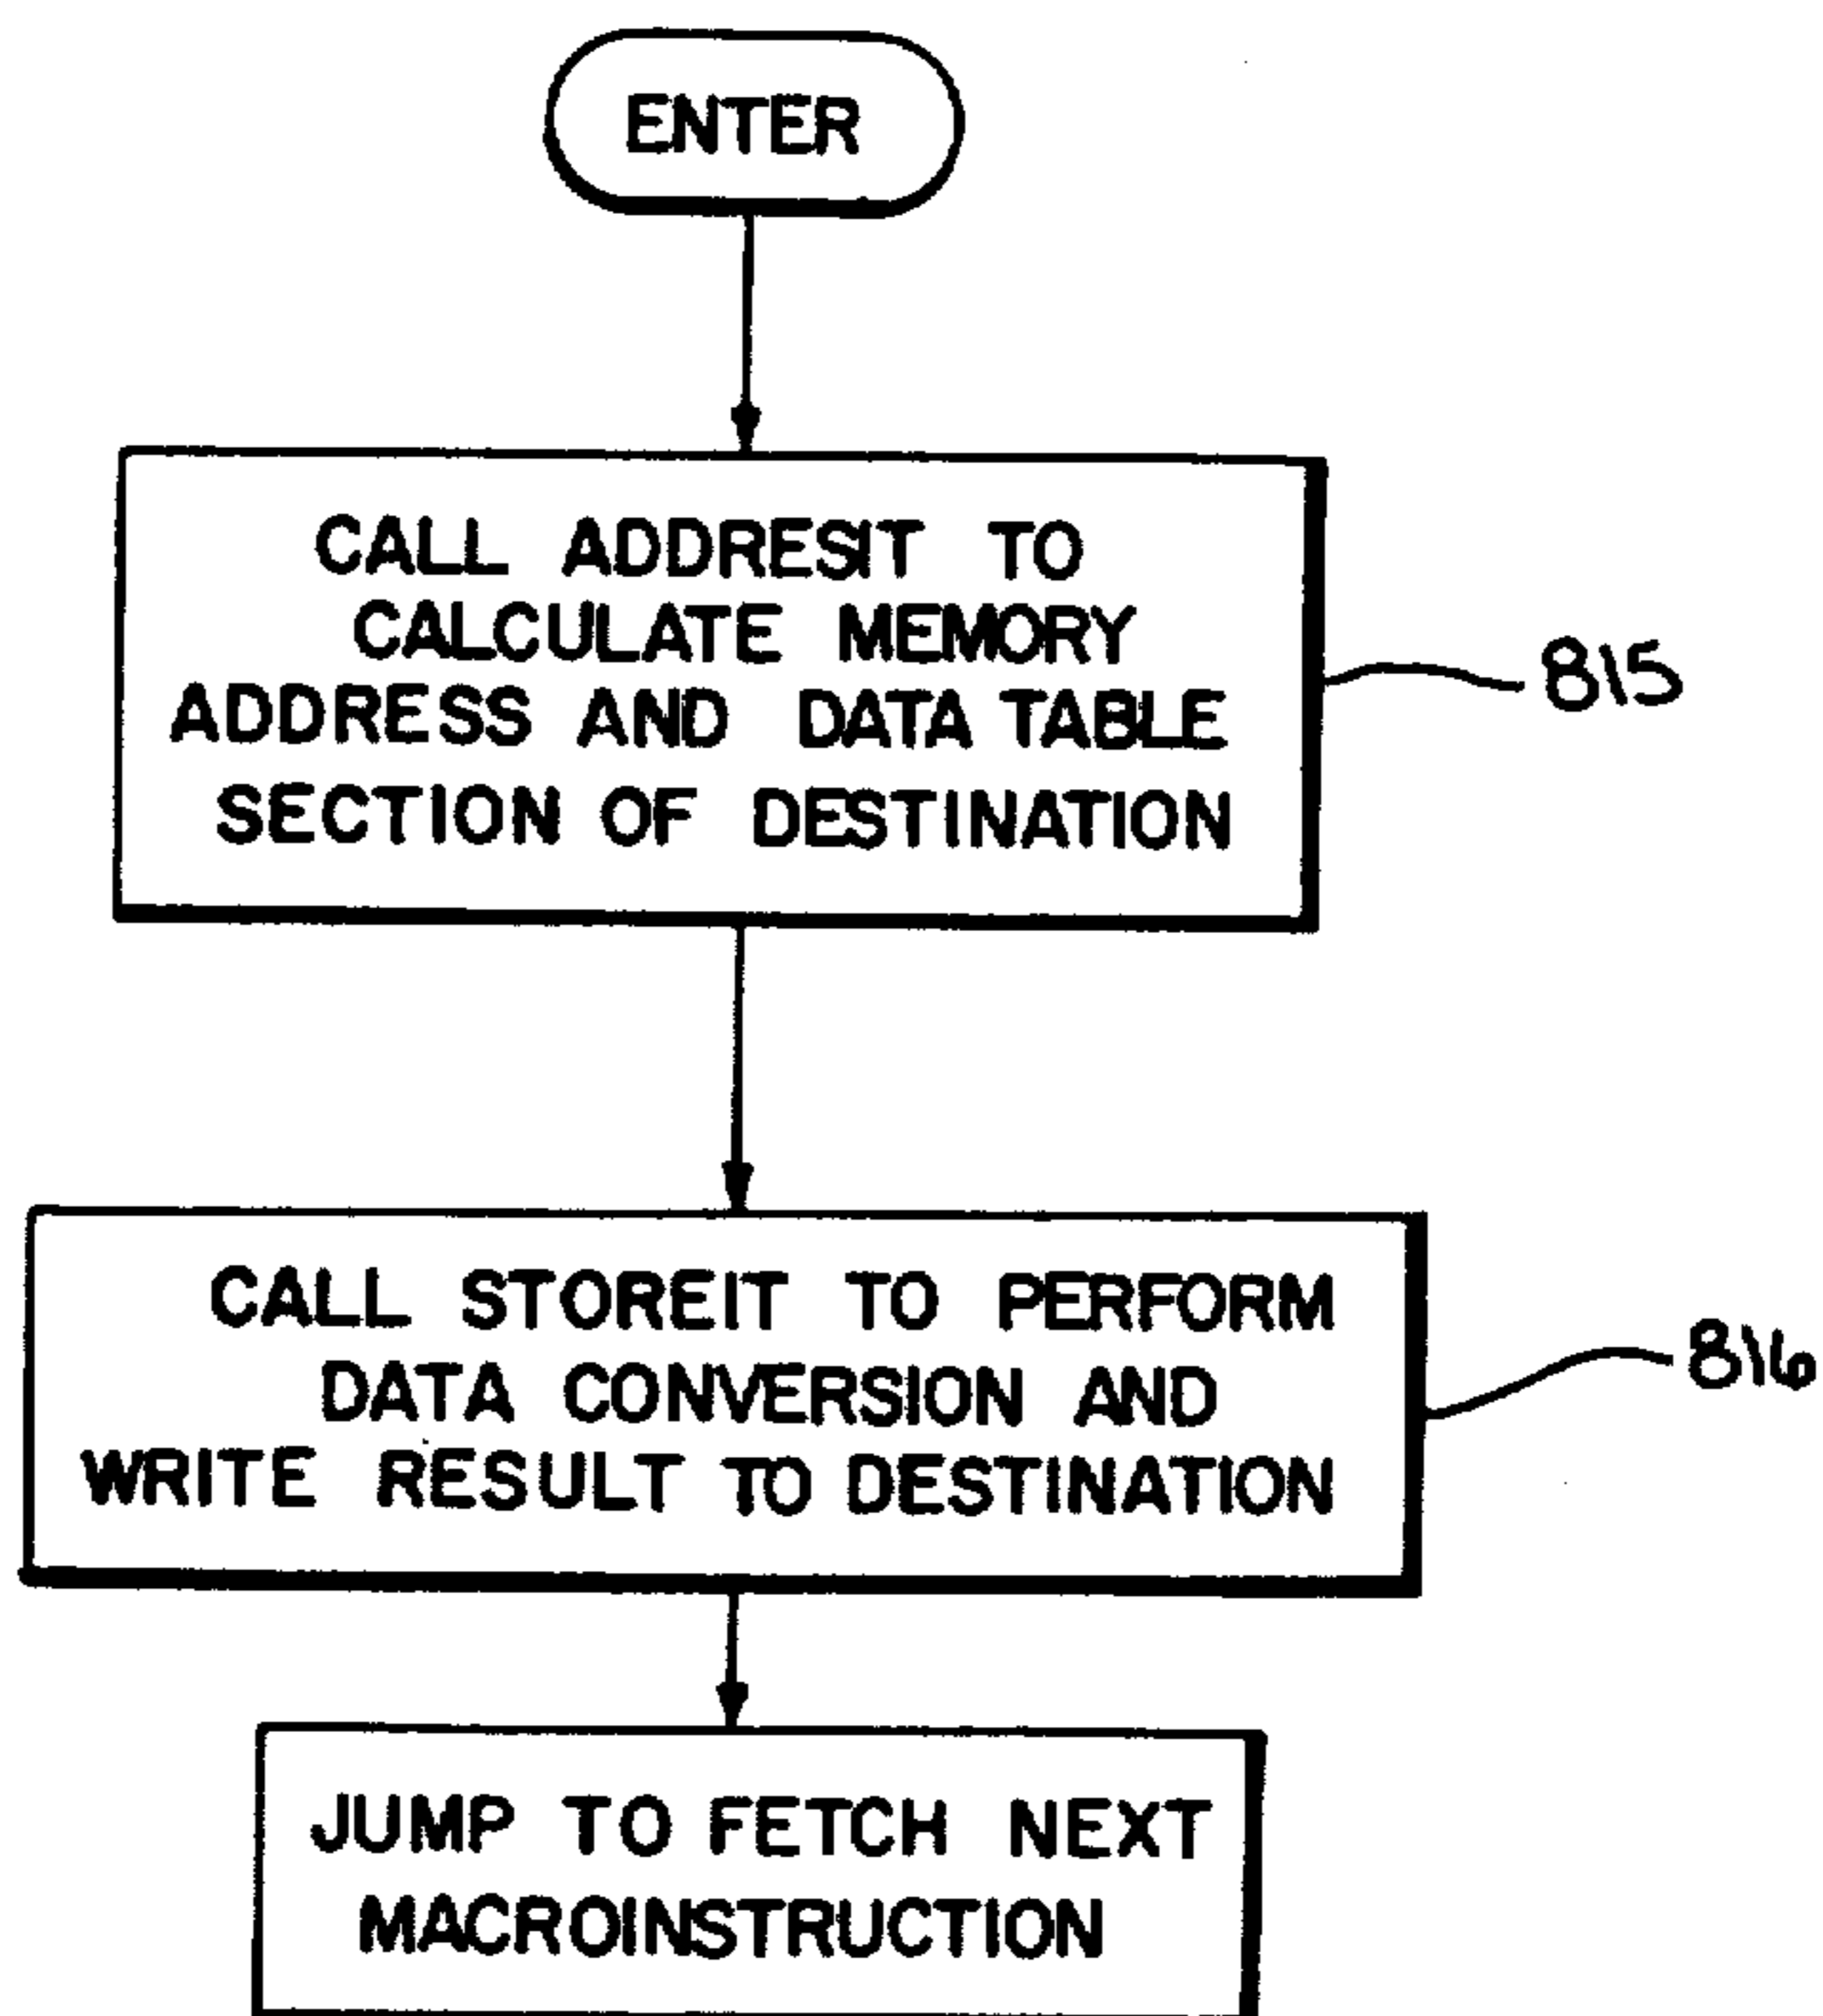 ENTER
CALL ADDRESIT TO
CALCULATE MEMORY
ADDRESS AND DATA TABLE
SECTION OF DESTINATION
815
CALL STOREIT TO PERFORM
DATA CONVERSION AND
WRITE RESULT TO DESTINATION
816
JUMP TO FETCH NEXT
MACROINSTRUCTION